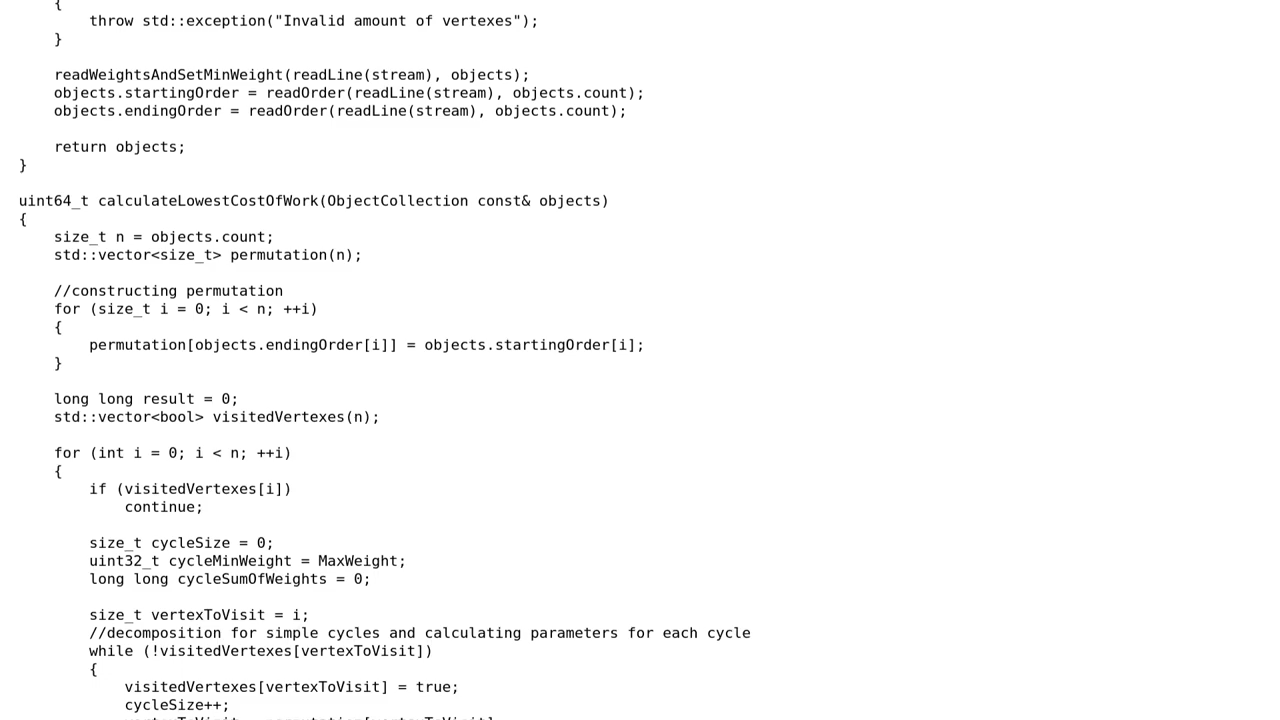 {
throw std::exception("Invalid amount of vertexes");
}
readWeightsAndSetMinWeight(readLine(stream), objects);
objects.startingOrder = readOrder(readLine(stream), objects.count);
objects.endingOrder = readOrder(readLine(stream), objects.count);
return objects;
}
uint64_t calculateLowestCostOfWork(ObjectCollection const& objects)
{
size_t n = objects.count;
std::vector<size_t> permutation(n);
//constructing permutation
for (size_t i = 0; i < n; ++i)
{
permutation[objects.endingOrder[i]] = objects.startingOrder[i];
}
long long result = 0;
std::vector<bool> visitedVertexes(n);
for (int i = 0; i < n; ++i)
{
if (visitedVertexes[i])
continue;
size_t cycleSize = 0;
uint32_t cycleMinWeight = MaxWeight;
long long cycleSumOfWeights = 0;
size_t vertexToVisit = i;
//decomposition for simple cycles and calculating parameters for each cycle
while (!visitedVertexes[vertexToVisit])
{
visitedVertexes[vertexToVisit] = true;
cycleSize++;